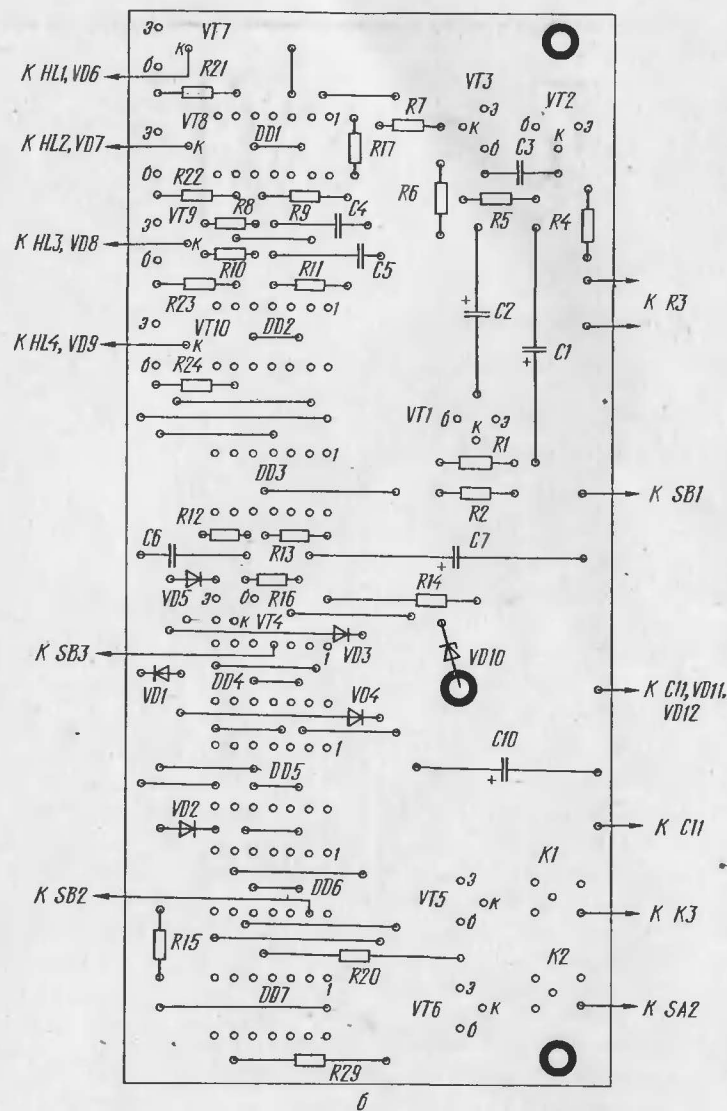 э VT7
К HL1, VD6 б к R21
VT3
э VT8 DD1 1 R7 к б VT2 э
К HL2, VD7 к R17 б C3 к
б R22 R9 R6 R5 R4
э VT9 R8 C4
К HL3, VD8 к
б R10 R11 C5 К R3
R23 1
э VT10 DD2 C2 C1
К HL4, VD9 к + +
б R24
VT1 б э
к
1 R1
DD3
R2 К SB1
R12
C6 R13 + C7
VD5 R16 R14
э б
к VT4
К SB3 1 VD3 VD10
VD1 DD4 К C11, VD11,
VD12
VD4
1 C10
DD5 +
VD2 К C11
1 K1
э
К SB2 DD6 VT5 к
б К K3
R15
R20 K2
1 э
DD7 VT6 к К SA2
б
R29
б